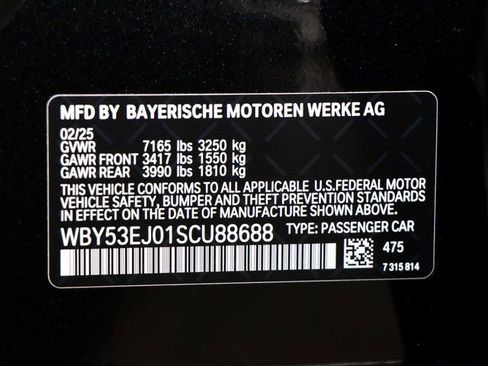 MFD BY BAYERISCHE MOTOREN WERKE AG
02/25
GVWR 7165 lbs 3250 kg
GAWR FRONT 3417 lbs 1550 kg
GAWR REAR 3990 lbs 1810 kg
THIS VEHICLE CONFORMS TO ALL APPLICABLE U.S.FEDERAL MOTOR
VEHICLE SAFETY, BUMPER AND THEFT PREVENTION STANDARDS
IN EFFECT ON THE DATE OF MANUFACTURE SHOWN ABOVE.
WBY53EJ01SCU88688 TYPE: PASSENGER CAR
475
7 315 814